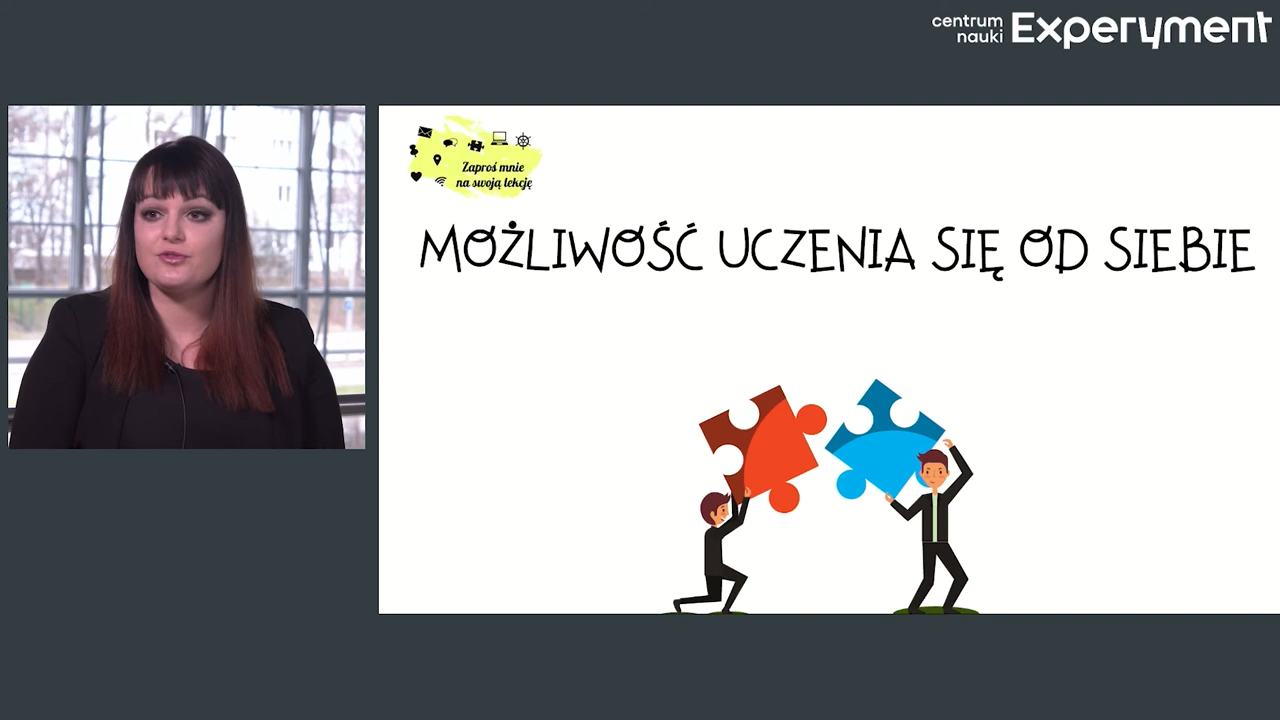 centrum
nauki Experyment
Zaproś mnie
na swoją lekcję
MOŻLIWOŚĆ UCZENIA SIĘ OD SIEBIE